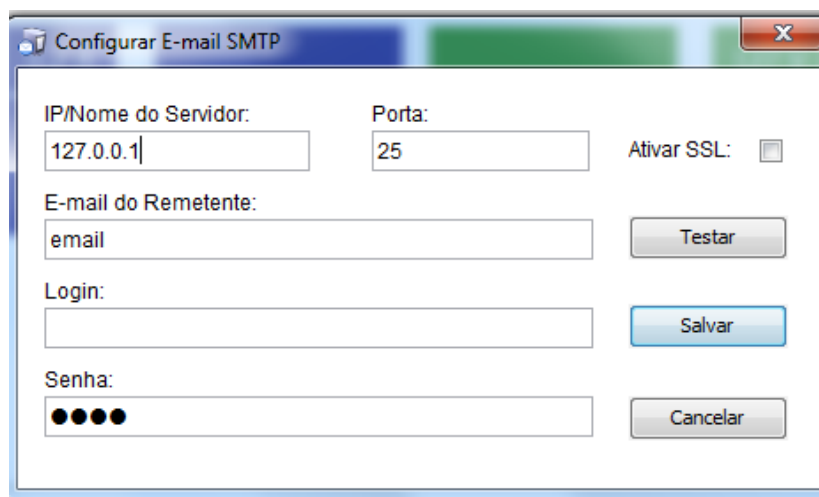 Configurar E-mail SMTP
IP/Nome do Servidor:
Porta:
127.0.0.1
25
Ativar SSL:
E-mail do Remetente:
email
Testar
Login:
Salvar
Senha:
●●●●
Cancelar